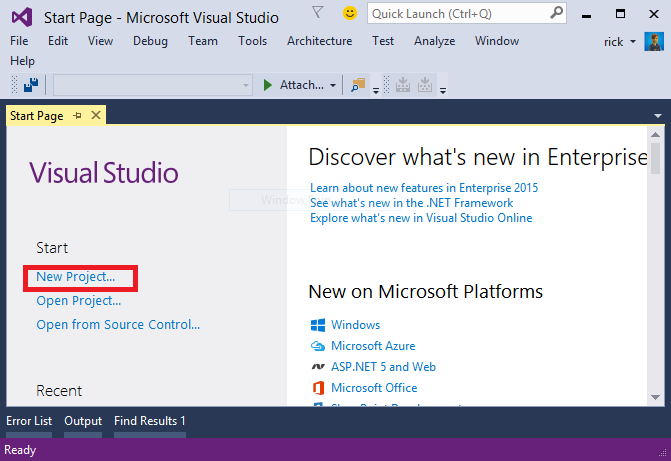 Start Page - Microsoft Visual Studio
Quick Launch (Ctrl+Q)
File Edit View Debug Team Tools Architecture Test Analyze Window rick
Help
Attach...
Start Page
Visual Studio
Start
New Project...
Open Project...
Open from Source Control...
Recent
Discover what's new in Enterprise
Learn about new features in Enterprise 2015
See what's new in the .NET Framework
Explore what's new in Visual Studio Online
Window
New on Microsoft Platforms
Windows
Microsoft Azure
ASP.NET 5 and Web
Microsoft Office
Error List Output Find Results 1
Ready